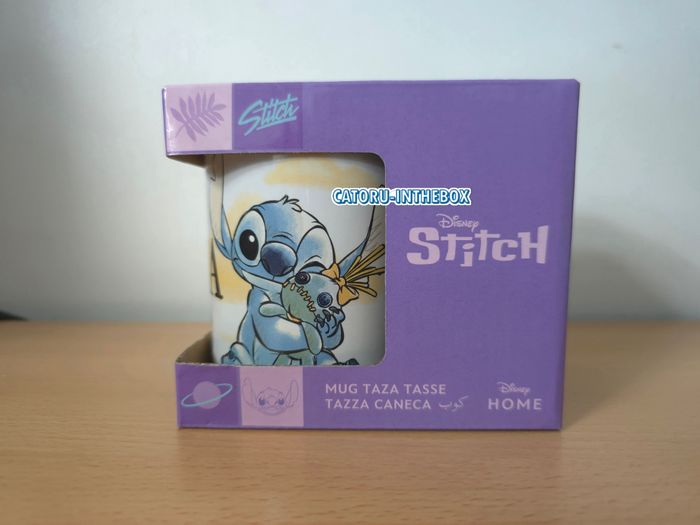 Stitch
CATORU-INTHEBOX
Disney
Stitch
MUG TAZA TASSE
TAZZA CANECA كوب
Disney
HOME